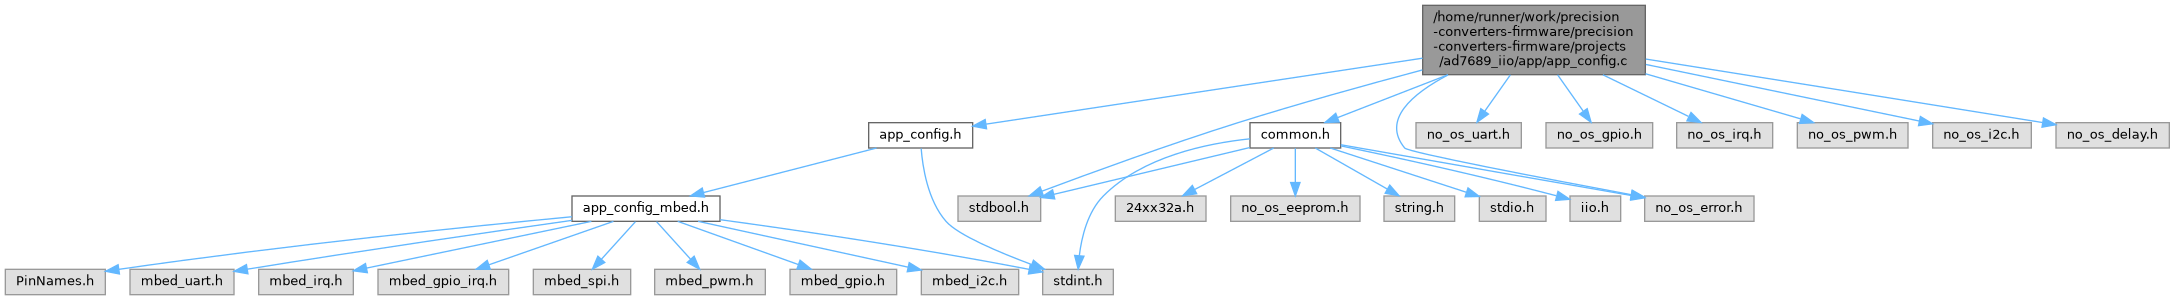 /home/runner/work/precision
-converters-firmware/precision
-converters-firmware/projects
/ad7689_iio/app/app_config.c
app_config.h
common.h
no_os_uart.h
no_os_gpio.h
no_os_irq.h
no_os_pwm.h
no_os_i2c.h
no_os_delay.h
app_config_mbed.h
stdbool.h
24xx32a.h
no_os_eeprom.h
string.h
stdio.h
iio.h
no_os_error.h
PinNames.h
mbed_uart.h
mbed_irq.h
mbed_gpio_irq.h
mbed_spi.h
mbed_pwm.h
mbed_gpio.h
mbed_i2c.h
stdint.h